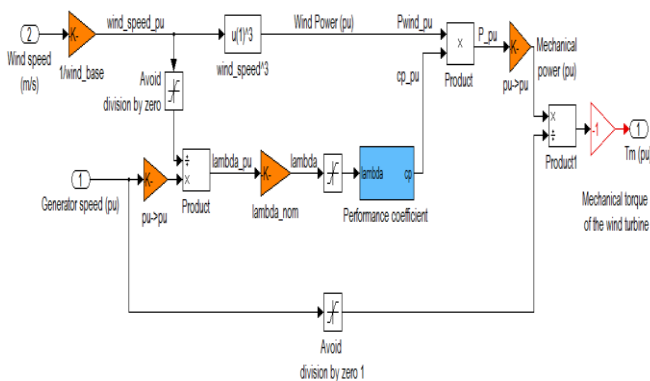 wind_speed_pu
Wind Power (pu)
Pwind_pu
2
K-
u(1)^3
×
P_pu
K-
Mechanical
power (pu)
Wind speed
(m/s)
1/wind_base
wind_speed^3
Product
cp_pu
pu->pu
Avoid
division by zero
×
÷
-1
1
Product1
Tm (pu)
lambda_pu
lambda
÷
×
1
K-
-K-
lambda
cp
Generator speed (pu)
pu->pu
Product
lambda_nom
Performance coefficient
Mechanical torque
of the wind turbine
Avoid
division by zero 1